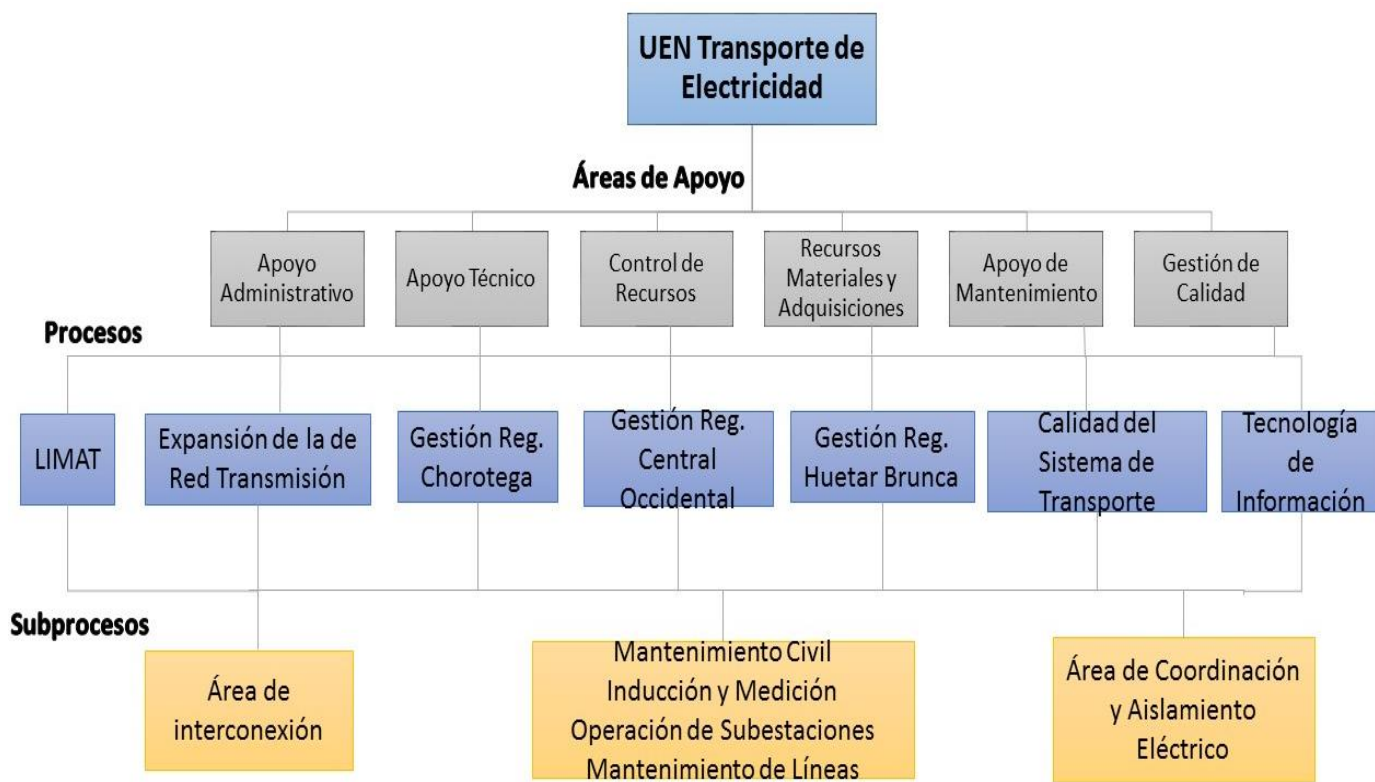 UEN Transporte de
Electricidad
Áreas de Apoyo
Apoyo
Administrativo
Apoyo Técnico
Control de
Recursos
Recursos
Materiales y
Adquisiciones
Apoyo de
Mantenimiento
Gestión de
Calidad
Procesos
LIMAT
Expansión de la de
Red Transmisión
Gestión Reg.
Chorotega
Gestión Reg.
Central
Occidental
Gestión Reg.
Huetar Brunca
Calidad del
Sistema de
Transporte
Tecnología
de
Información
Subprocesos
Área de
interconexión
Mantenimiento Civil
Inducción y Medición
Operación de Subestaciones
Mantenimiento de Líneas
Área de Coordinación
y Aislamiento
Eléctrico